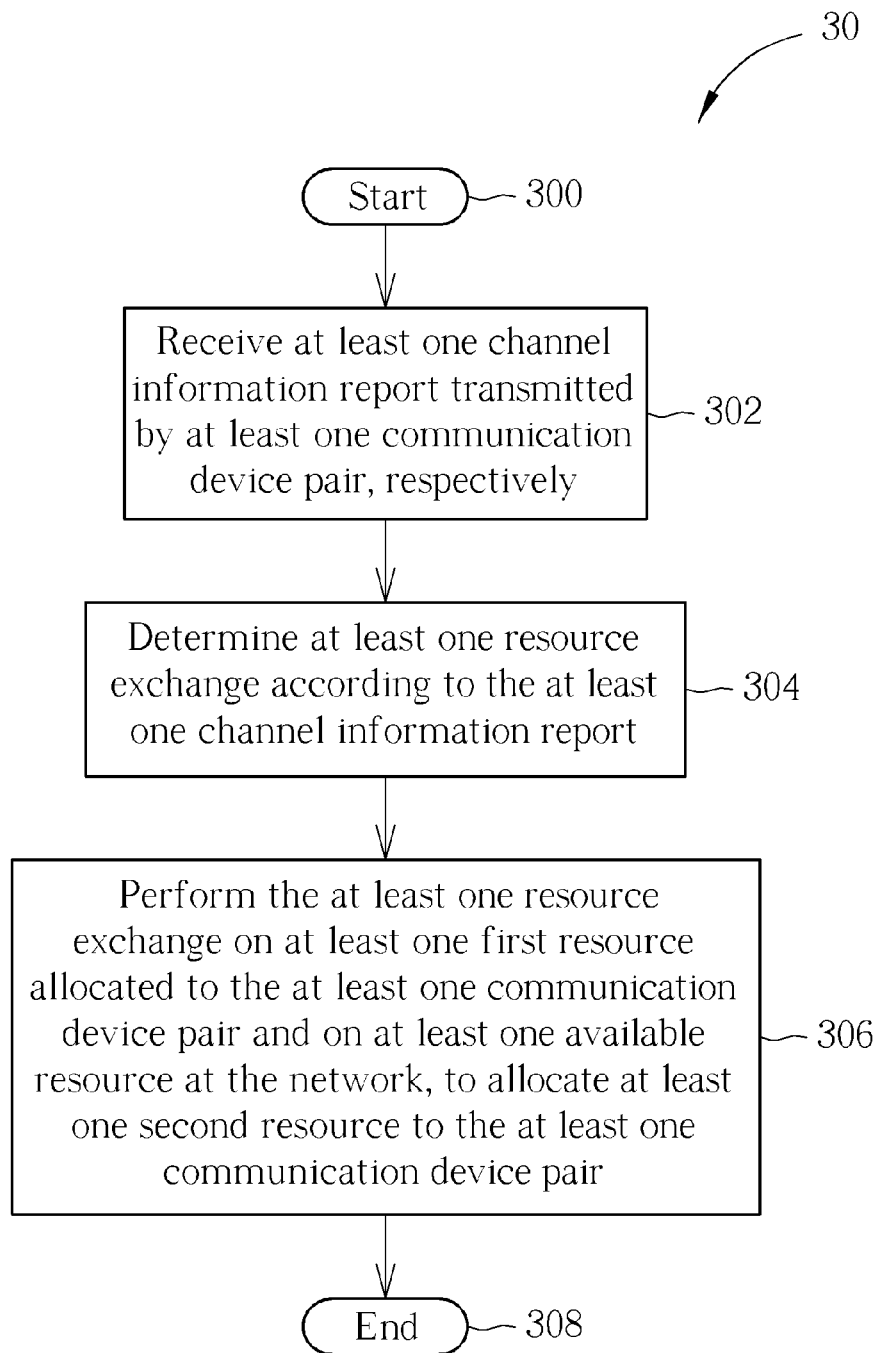 30
Start
300
Receive at least one channel
information report transmitted
by at least one communication
device pair, respectively
302
Determine at least one resource
exchange according to the at least
one channel information report
304
Perform the at least one resource
exchange on at least one first resource
allocated to the at least one communication
device pair and on at least one available
resource at the network, to allocate at least
one second resource to the at least one
communication device pair
306
End
308